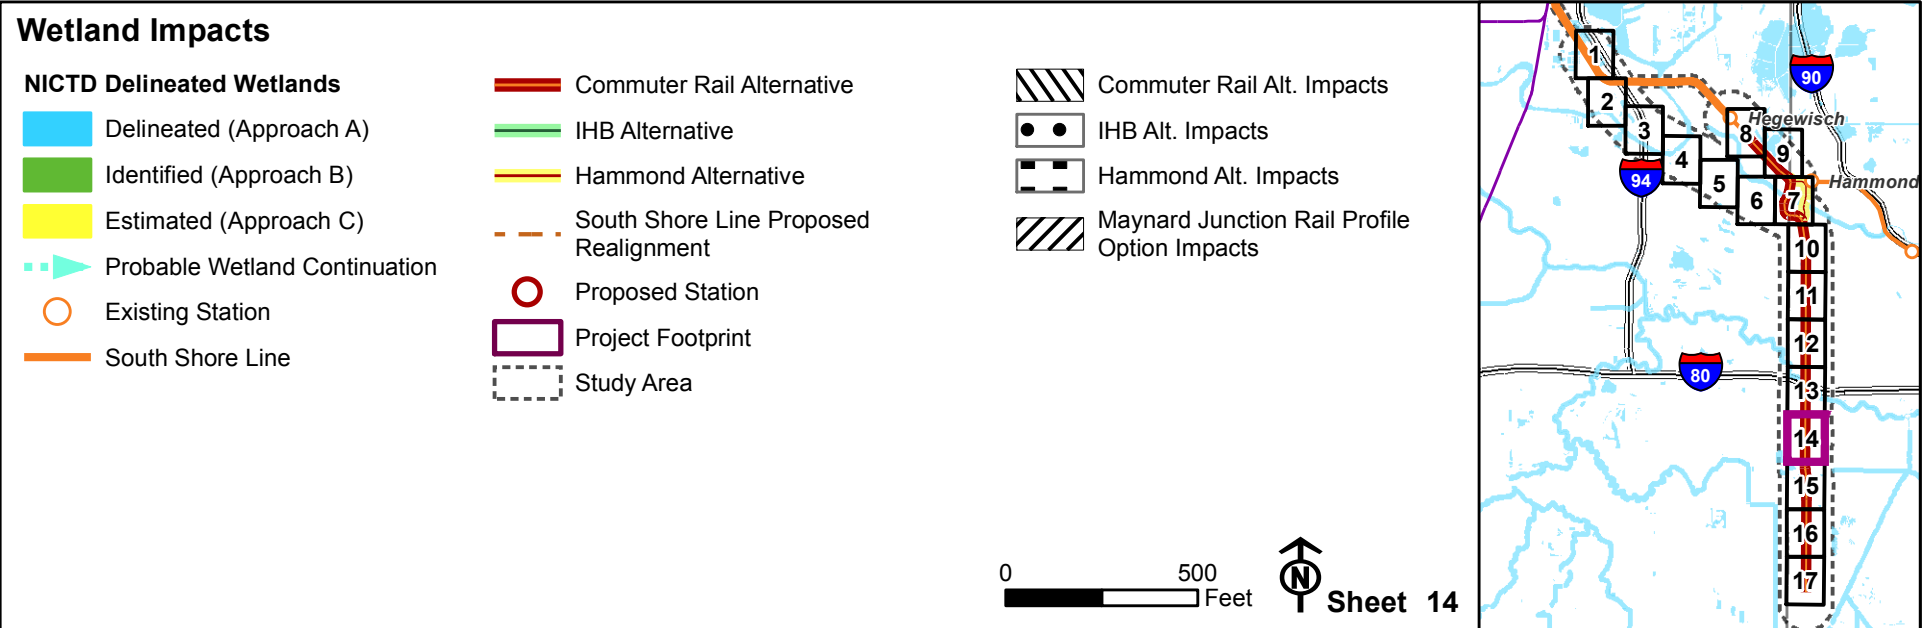 Wetland Impacts
NICTD Delineated Wetlands
Delineated (Approach A)
Identified (Approach B)
Estimated (Approach C)
Probable Wetland Continuation
Existing Station
South Shore Line
Commuter Rail Alternative
IHB Alternative
Hammond Alternative
South Shore Line Proposed
Realignment
Proposed Station
Project Footprint
Study Area
Commuter Rail Alt. Impacts
IHB Alt. Impacts
Hammond Alt. Impacts
Maynard Junction Rail Profile
Option Impacts
0 500
Feet
N
Sheet 14
1
90
2
Hegewisch
3
8
4
9
94
5
Hammond
6
7
10
11
12
80
13
14
15
16
17